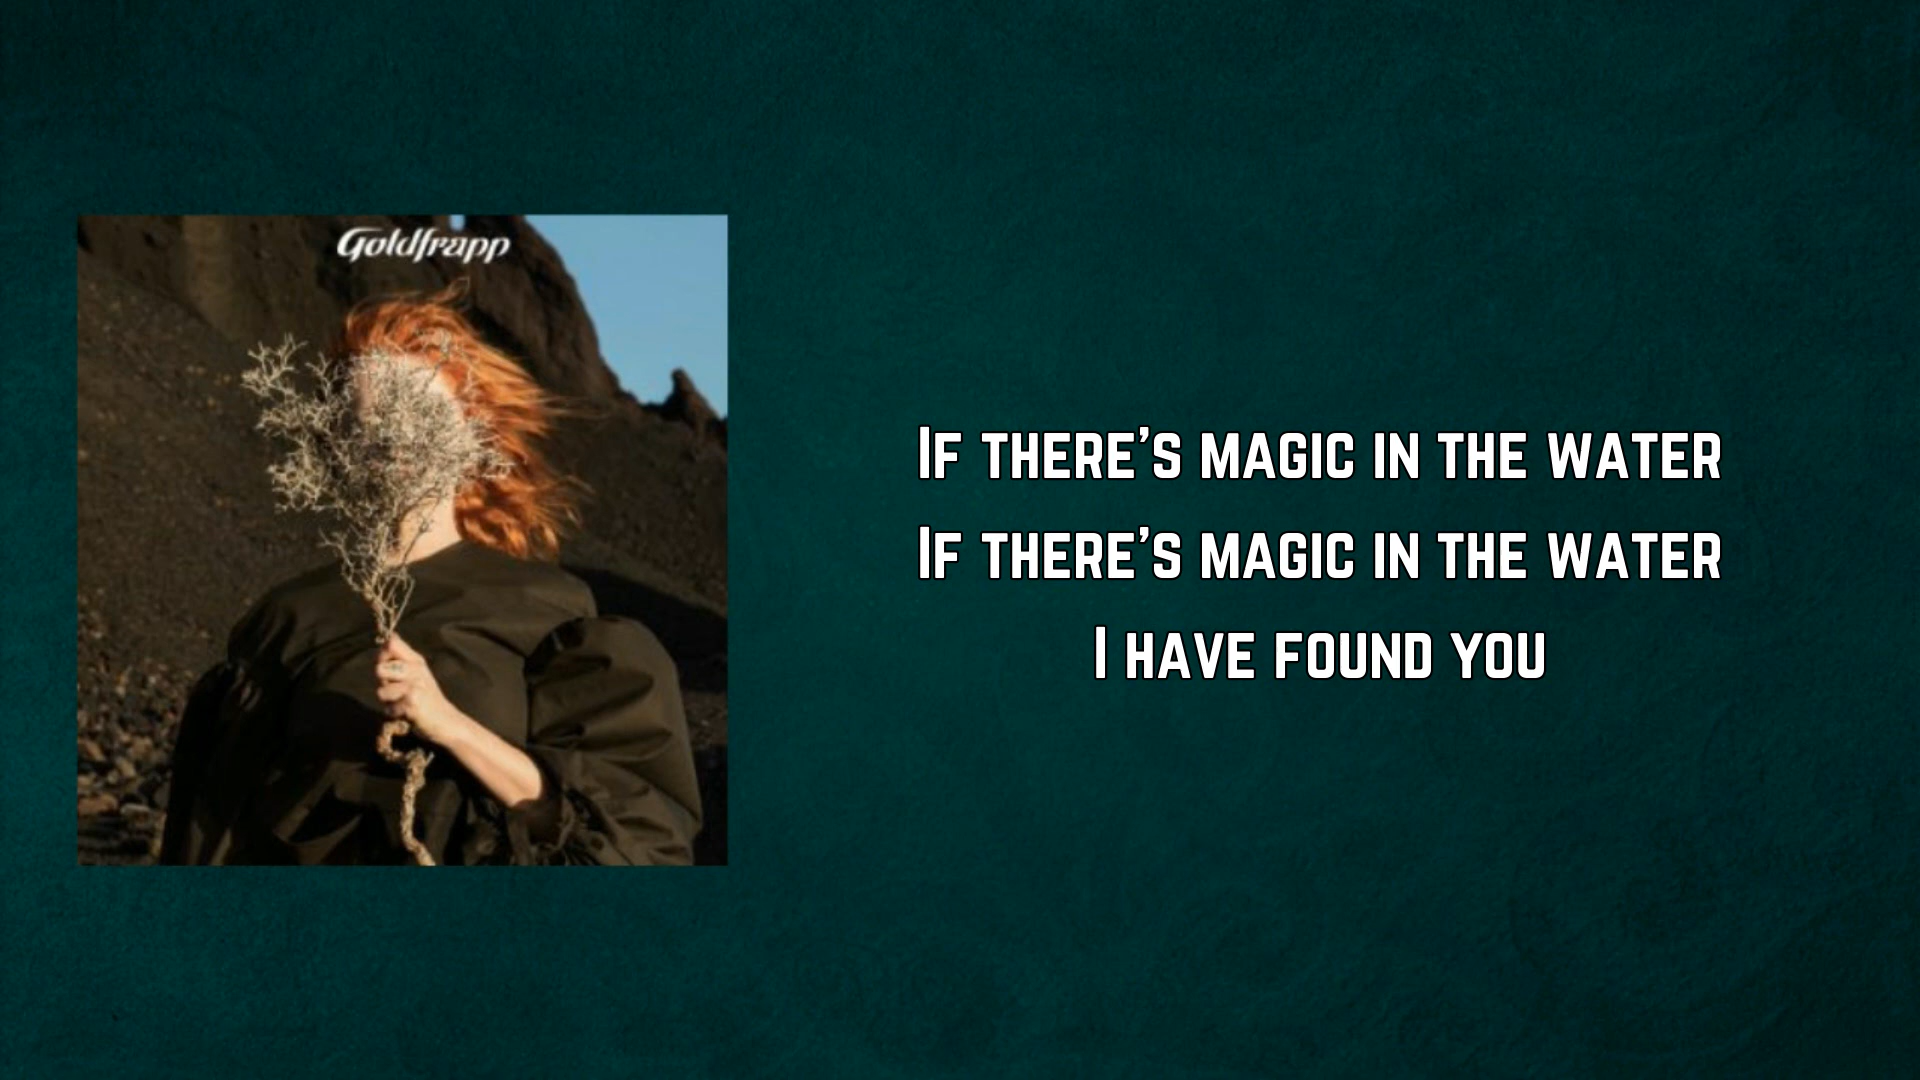 Goldfrapp
If there's magic in the water
If there's magic in the water
I have found you